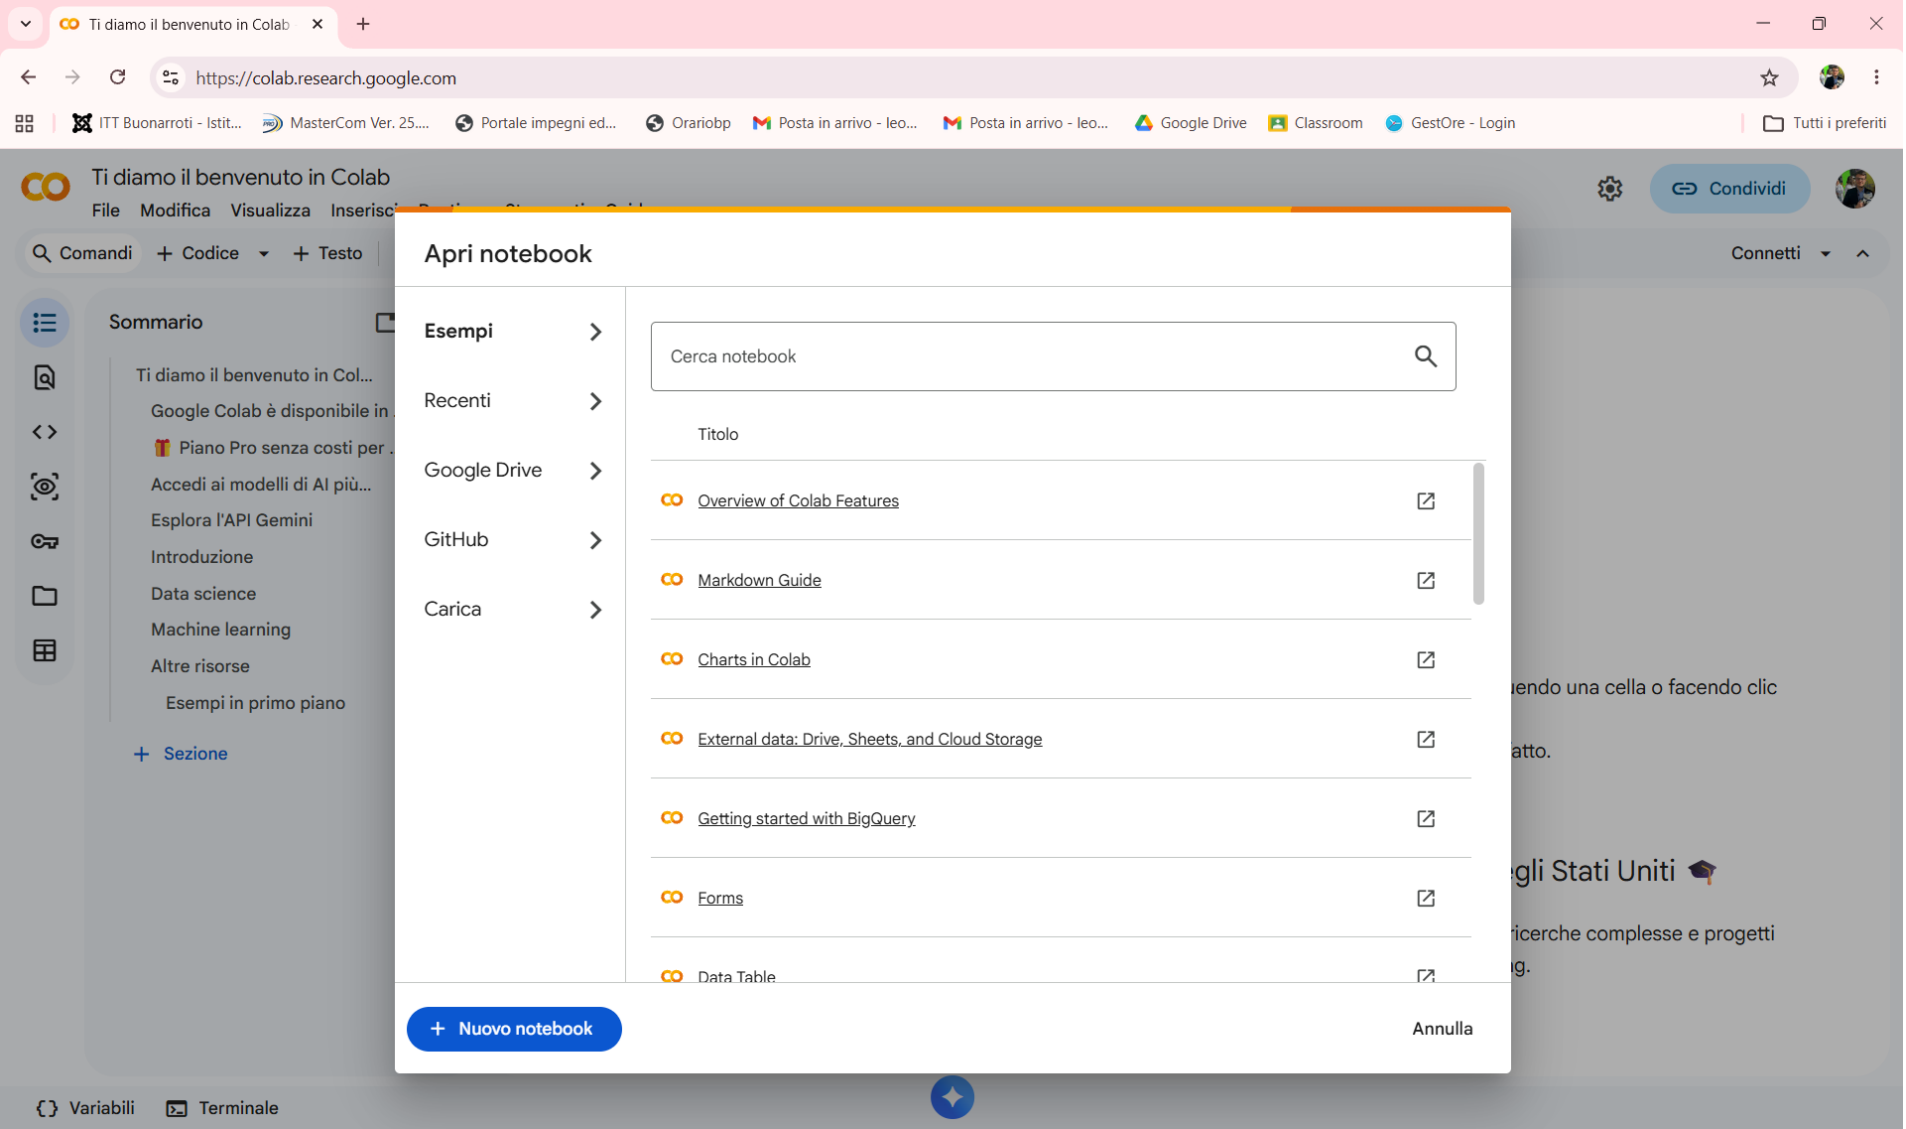 Ti diamo il benvenuto in Colab
https://colab.research.google.com
ITT Buonarroti - Istit...
MasterCom Ver. 25....
Portale impegni ed...
Orariobp
Posta in arrivo - leo...
Posta in arrivo - leo...
Google Drive
Classroom
GestOre - Login
Tutti i preferiti
Ti diamo il benvenuto in Colab
File Modifica Visualizza Inserisci
Condividi
Comandi
+ Codice
+ Testo
Connetti
Sommario
Ti diamo il benvenuto in Col...
Google Colab è disponibile in
Piano Pro senza costi per
Accedi ai modelli di AI più...
Esplora l'API Gemini
Introduzione
Data science
Machine learning
Altre risorse
Esempi in primo piano
+ Sezione
Apri notebook
Esempi
Recenti
Google Drive
GitHub
Carica
Cerca notebook
Titolo
Overview of Colab Features
Markdown Guide
Charts in Colab
External data: Drive, Sheets, and Cloud Storage
Getting started with BigQuery
Forms
Data Table
+ Nuovo notebook
Annulla
una cella o facendo clic
egli Stati Uniti
ricerche complesse e progetti
Variabili
Terminale